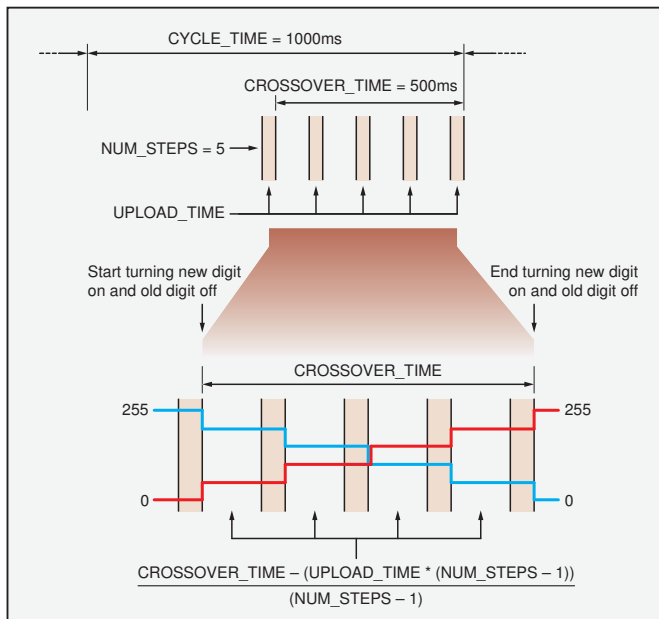 CYCLE_TIME = 1000ms
CROSSOVER_TIME = 500ms
NUM_STEPS = 5
UPLOAD_TIME
Start turning new digit
on and old digit off
End turning new digit
on and old digit off
CROSSOVER_TIME
255
255
0
0
CROSSOVER_TIME – (UPLOAD_TIME * (NUM_STEPS – 1))
(NUM_STEPS – 1)